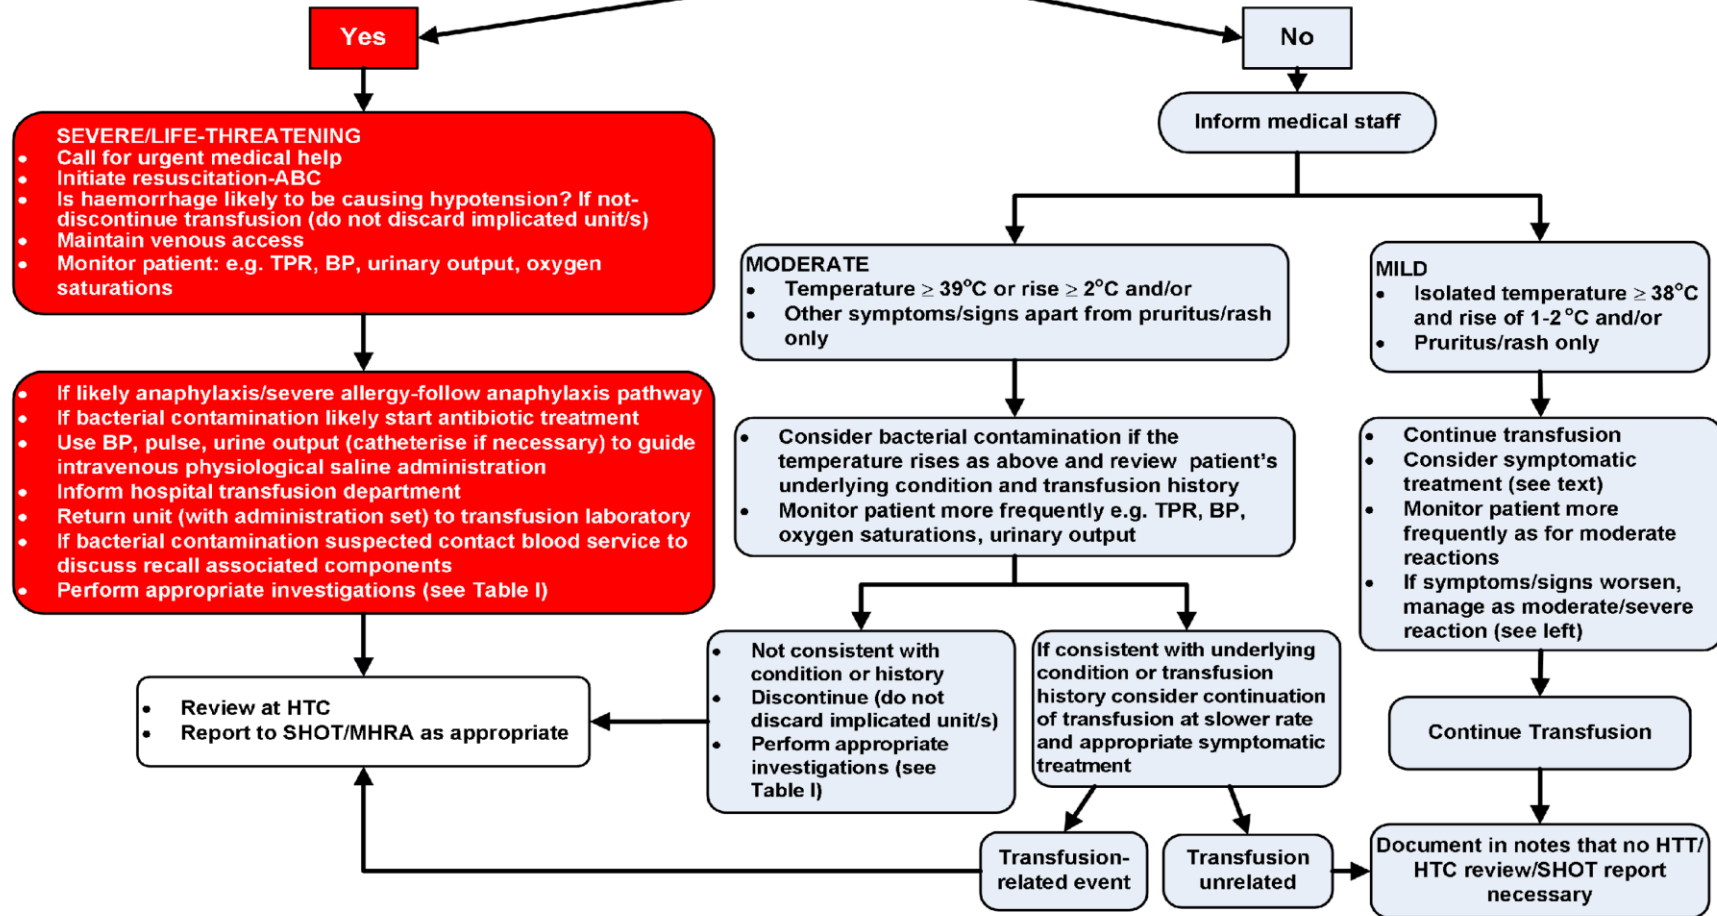 Yes
No
SEVERE/LIFE-THREATENING
• Call for urgent medical help
• Initiate resuscitation-ABC
• Is haemorrhage likely to be causing hypotension? If not-
discontinue transfusion (do not discard implicated unit/s)
• Maintain venous access
• Monitor patient: e.g. TPR, BP, urinary output, oxygen
saturations
Inform medical staff
MODERATE
• Temperature ≥ 39°C or rise ≥ 2°C and/or
• Other symptoms/signs apart from pruritus/rash
only
MILD
• Isolated temperature ≥ 38°C
and rise of 1-2°C and/or
• Pruritus/rash only
• If likely anaphylaxis/severe allergy-follow anaphylaxis pathway
• If bacterial contamination likely start antibiotic treatment
• Use BP, pulse, urine output (catheterise if necessary) to guide
intravenous physiological saline administration
• Inform hospital transfusion department
• Return unit (with administration set) to transfusion laboratory
• If bacterial contamination suspected contact blood service to
discuss recall associated components
• Perform appropriate investigations (see Table I)
• Consider bacterial contamination if the
temperature rises as above and review patient's
underlying condition and transfusion history
• Monitor patient more frequently e.g. TPR, BP,
oxygen saturations, urinary output
• Continue transfusion
• Consider symptomatic
treatment (see text)
• Monitor patient more
frequently as for moderate
reactions
• If symptoms/signs worsen,
manage as moderate/severe
reaction (see left)
• Review at HTC
• Report to SHOT/MHRA as appropriate
• Not consistent with
condition or history
• Discontinue (do not
discard implicated unit/s)
• Perform appropriate
investigations (see
Table I)
If consistent with underlying
condition or transfusion
history consider continuation
of transfusion at slower rate
and appropriate symptomatic
treatment
Continue Transfusion
Transfusion-
related event
Transfusion
unrelated
Document in notes that no HTT/
HTC review/SHOT report
necessary